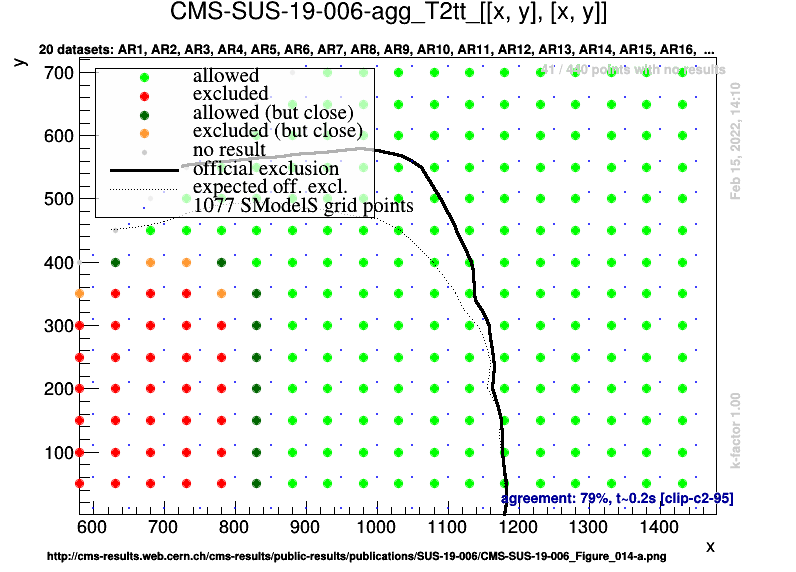 CMS-SUS-19-006-agg_T2tt_[[x, y], [x, y]]
20 datasets: AR1, AR2, AR3, AR4, AR5, AR6, AR7, AR8, AR9, AR10, AR11, AR12, AR13, AR14, AR15, AR16, ...
y
41 / 440 points with no results
allowed
excluded
allowed (but close)
excluded (but close)
no result
official exclusion
expected off. excl.
1077 SModelS grid points
700
600
500
400
300
200
100
Feb 15, 2022, 14:10
k-factor 1.00
agreement: 79%, t~0.2s [clip-c2-95]
600 700 800 900 1000 1100 1200 1300 1400
x
http://cms-results.web.cern.ch/cms-results/public-results/publications/SUS-19-006/CMS-SUS-19-006_Figure_014-a.png